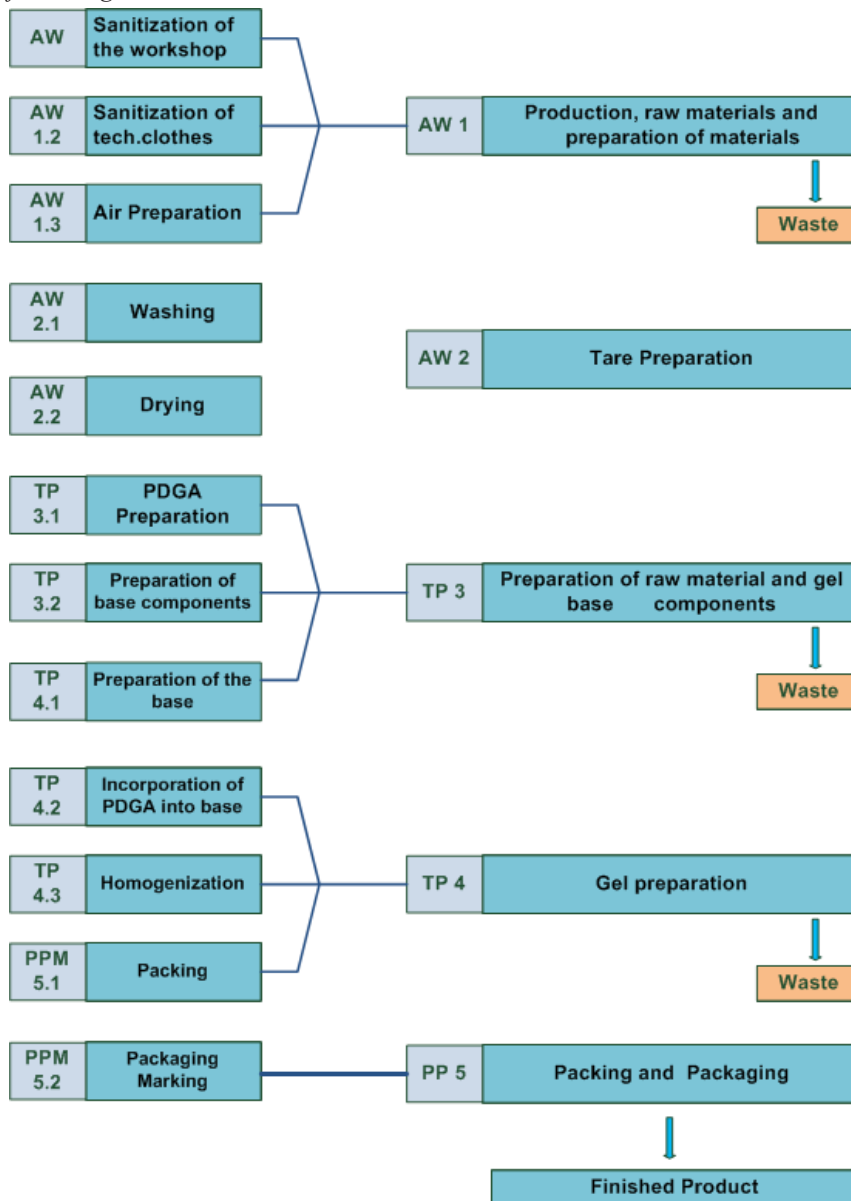 AW
Sanitization of
the workshop
AW
1.2
Sanitization of
tech.clothes
AW 1
Production, raw materials and
preparation of materials
AW
1.3
Air Preparation
Waste
AW
2.1
Washing
AW 2
Tare Preparation
AW
2.2
Drying
TP
3.1
PDGA
Preparation
TP
3.2
Preparation of
base components
TP 3
Preparation of raw material and gel
base components
TP
4.1
Preparation of the
base
Waste
TP
4.2
Incorporation of
PDGA into base
TP
4.3
Homogenization
TP 4
Gel preparation
PPM
5.1
Packing
Waste
PPM
5.2
Packaging
Marking
PP 5
Packing and Packaging
Finished Product